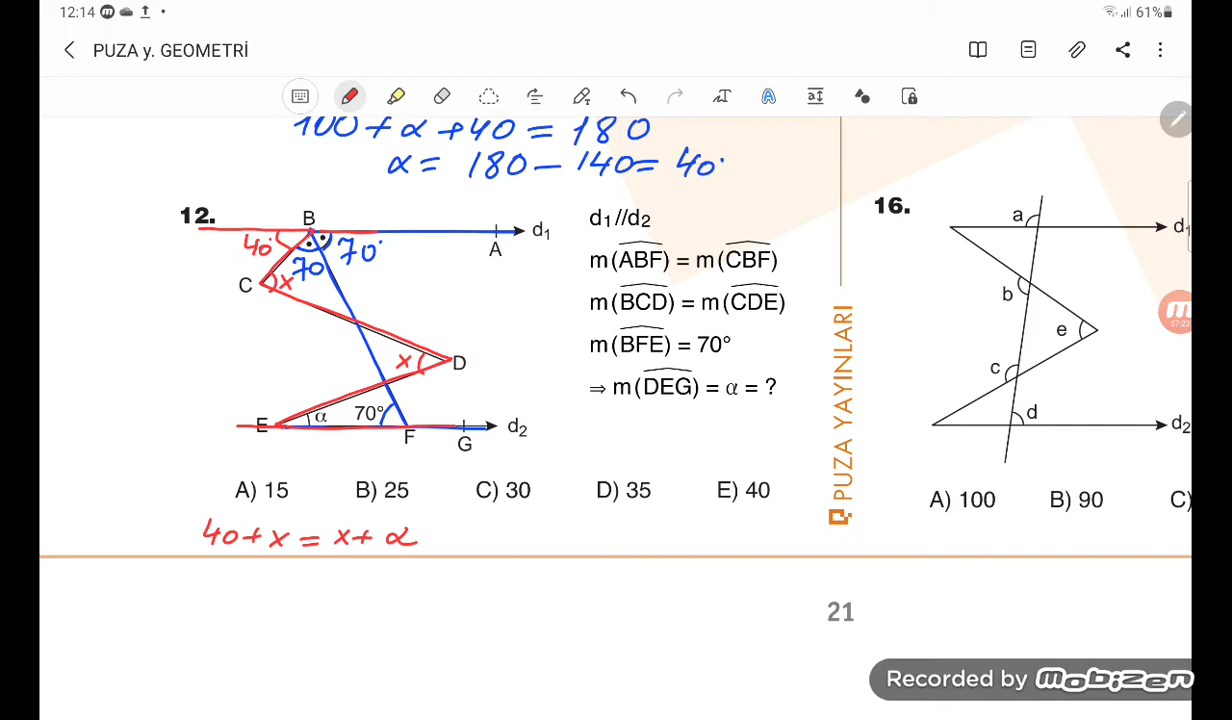 12:14
61%
PUZA y. GEOMETRİ
100 + α + 40 = 180
α = 180 - 140 = 40°
12.
B
d1
A
40°
70°
70
C
x
x
D
E
α
70°
F
G
d2
d1//d2
m(ABF) = m(CBF)
m(BCD) = m(CDE)
m(BFE) = 70°
⇒ m(DEG) = α = ?
A) 15 B) 25 C) 30 D) 35 E) 40
40 + x = x + α
PUZA YAYINLARI
16.
a
d1
b
e
c
d
d2
A) 100 B) 90 C)
57:22
21
Recorded by mobizen